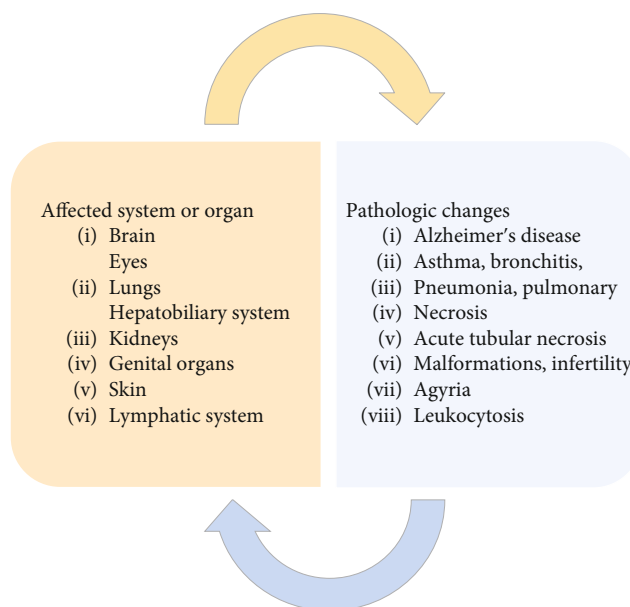 Affected system or organ
(i) Brain
Eyes
(ii) Lungs
Hepatobiliary system
(iii) Kidneys
(iv) Genital organs
(v) Skin
(vi) Lymphatic system
Pathologic changes
(i) Alzheimer's disease
(ii) Asthma, bronchitis,
(iii) Pneumonia, pulmonary
(iv) Necrosis
(v) Acute tubular necrosis
(vi) Malformations, infertility
(vii) Agyria
(viii) Leukocytosis